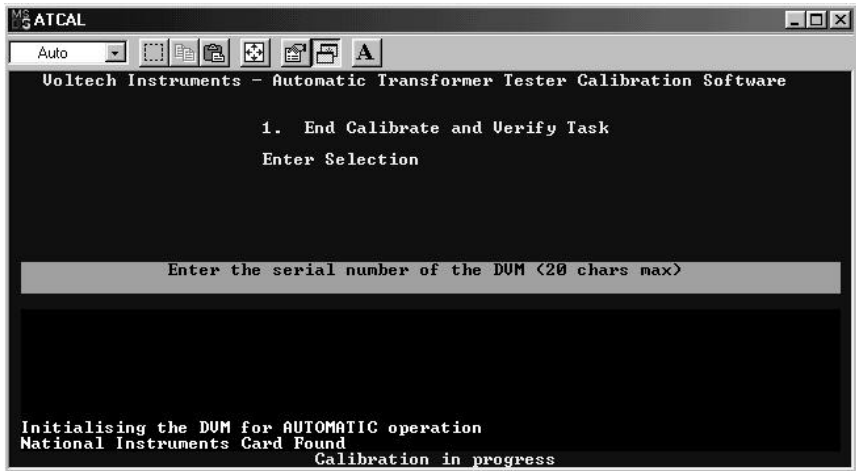 ATCAL
Auto
A
Voltech Instruments - Automatic Transformer Tester Calibration Software
1. End Calibrate and Verify Task
Enter Selection
Enter the serial number of the DVM (20 chars max)
Initialising the DVM for AUTOMATIC operation
National Instruments Card Found
Calibration in progress